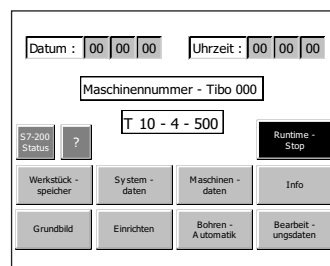 Datum : 00 00 00 Uhrzeit : 00 00 00
Maschinennummer - Tibo 000
T 10 - 4 - 500
S7-200
Status
?
Runtime -
Stop
Werkstück -
speicher
System -
daten
Maschinen -
daten
Info
Grundbild
Einrichten
Bohren -
Automatik
Bearbeit -
ungsdaten